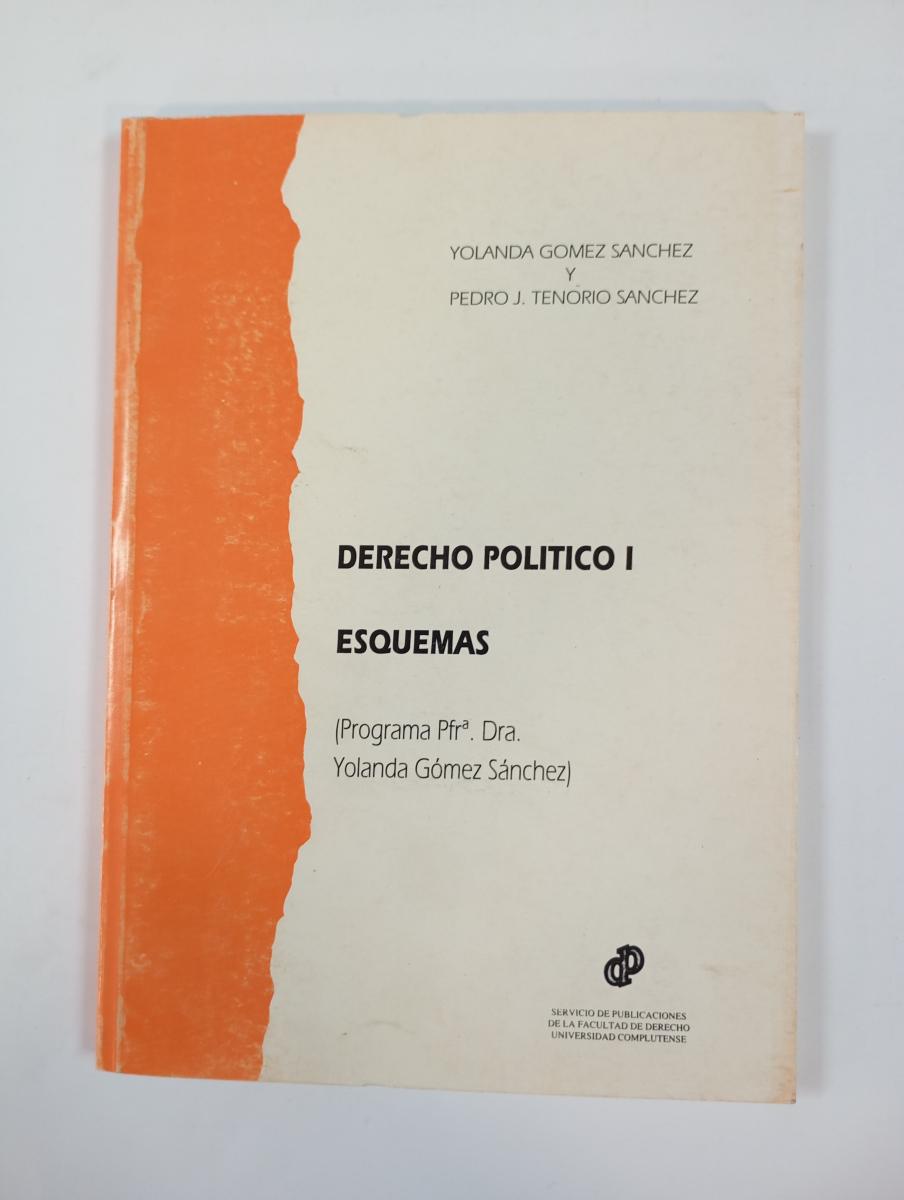 YOLANDA GOMEZ SANCHEZ
Y
PEDRO J. TENORIO SANCHEZ
DERECHO POLITICO I
ESQUEMAS
(Programa Pfrª. Dra.
Yolanda Gómez Sánchez)
dp
SERVICIO DE PUBLICACIONES
DE LA FACULTAD DE DERECHO
UNIVERSIDAD COMPLUTENSE